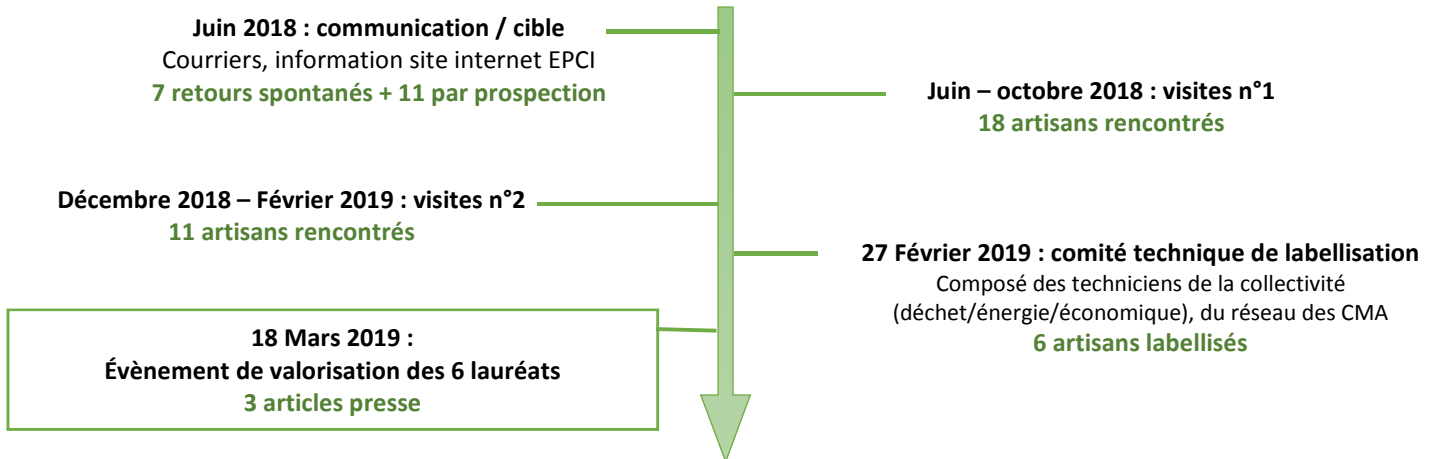 Juin 2018 : communication / cible
Courriers, information site internet EPCI
7 retours spontanés + 11 par prospection
Juin – octobre 2018 : visites n°1
18 artisans rencontrés
Décembre 2018 – Février 2019 : visites n°2
11 artisans rencontrés
27 Février 2019 : comité technique de labellisation
Composé des techniciens de la collectivité
(déchet/énergie/économique), du réseau des CMA
6 artisans labellisés
18 Mars 2019 :
Évènement de valorisation des 6 lauréats
3 articles presse